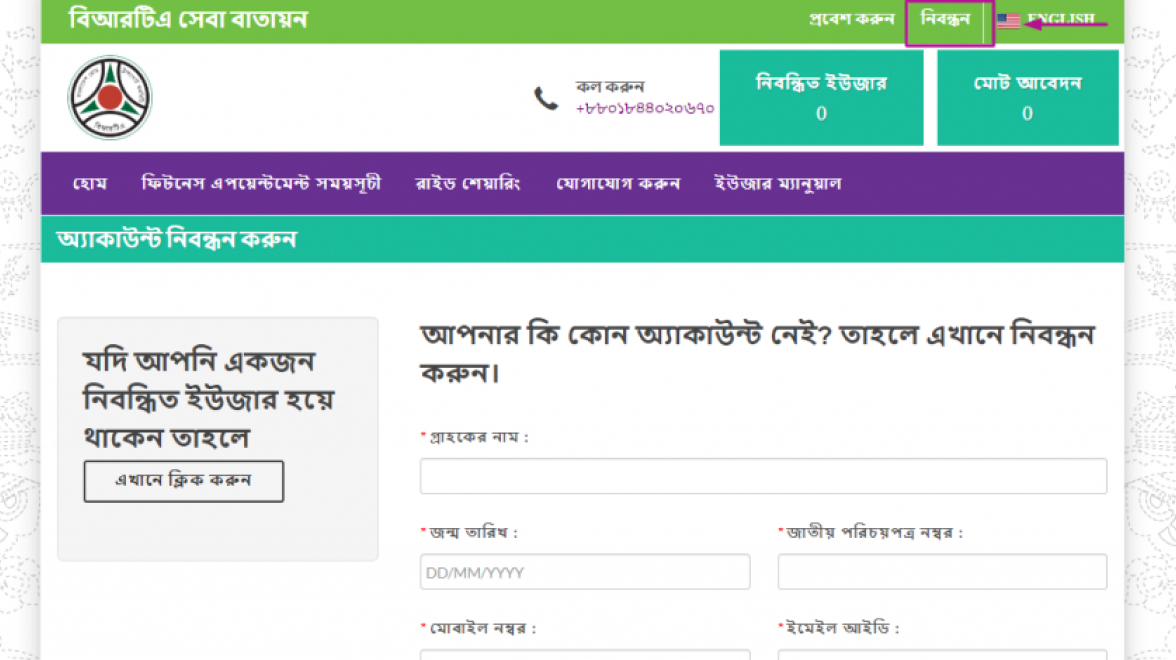 বিআরটিএ সেবা বাতায়ন
প্রবেশ করুন
নিবন্ধন
ENGLISH
কল করুন
+৮৮০১৮৪৪০২০৬৭০
নিবন্ধিত ইউজার
0
মোট আবেদন
0
হোম
ফিটনেস এপয়েন্টমেন্ট সময়সূচী
রাইড শেয়ারিং
যোগাযোগ করুন
ইউজার ম্যানুয়াল
অ্যাকাউন্ট নিবন্ধন করুন
যদি আপনি একজন
নিবন্ধিত ইউজার হয়ে
থাকেন তাহলে
এখানে ক্লিক করুন
আপনার কি কোন অ্যাকাউন্ট নেই? তাহলে এখানে নিবন্ধন
করুন।
* গ্রাহকের নাম :
* জন্ম তারিখ :
DD/MM/YYYY
* জাতীয় পরিচয়পত্র নম্বর :
* মোবাইল নম্বর :
* ইমেইল আইডি :